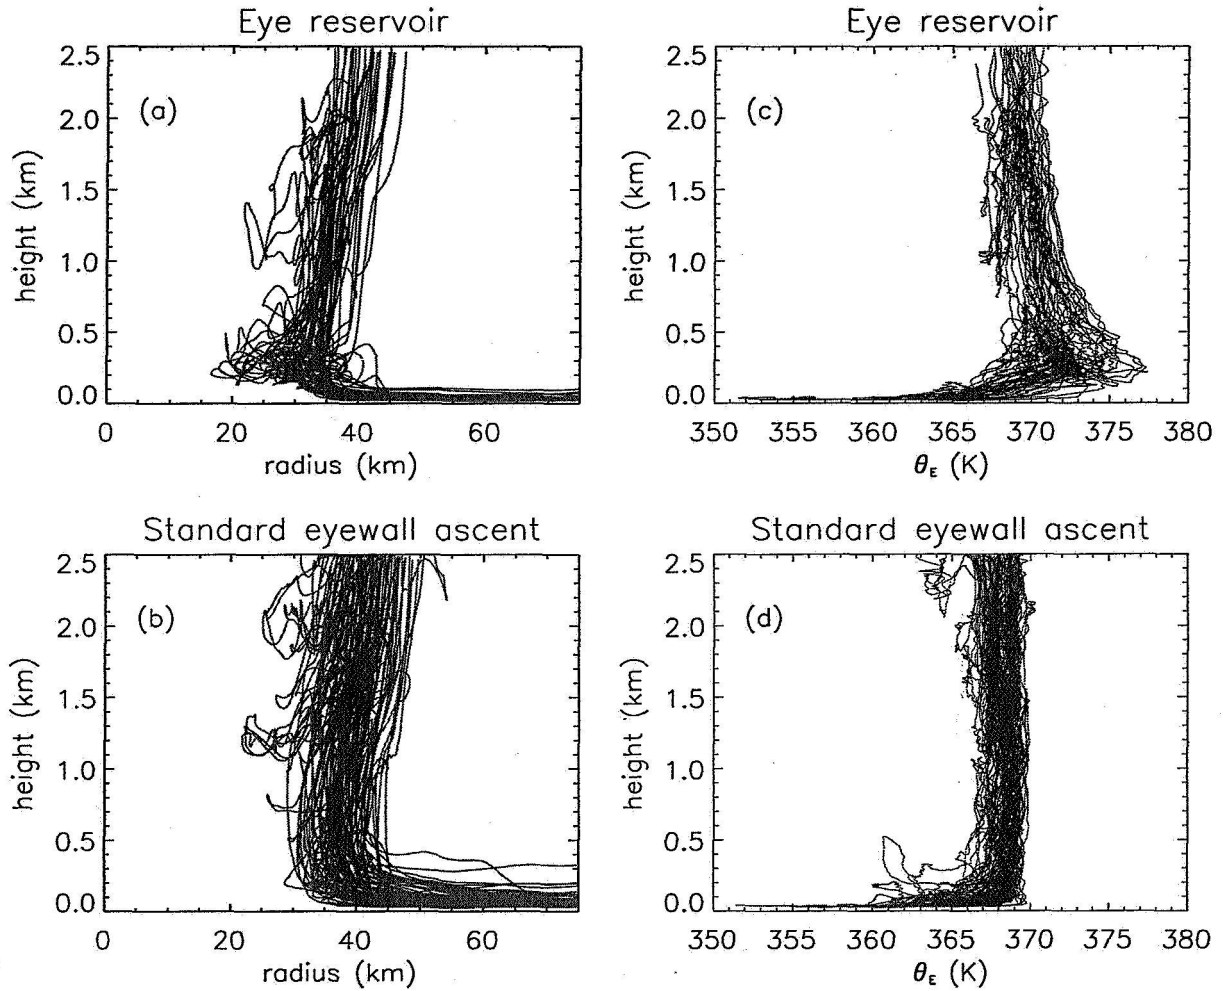 Eye reservoir
2.5
2.0
1.5
1.0
0.5
0.0
(a)
height (km)
0 20 40 60
radius (km)
Eye reservoir
2.5
2.0
1.5
1.0
0.5
0.0
(c)
height (km)
350 355 360 365 370 375 380
θE (K)
Standard eyewall ascent
2.5
2.0
1.5
1.0
0.5
0.0
(b)
height (km)
0 20 40 60
radius (km)
Standard eyewall ascent
2.5
2.0
1.5
1.0
0.5
0.0
(d)
height (km)
350 355 360 365 370 375 380
θE (K)